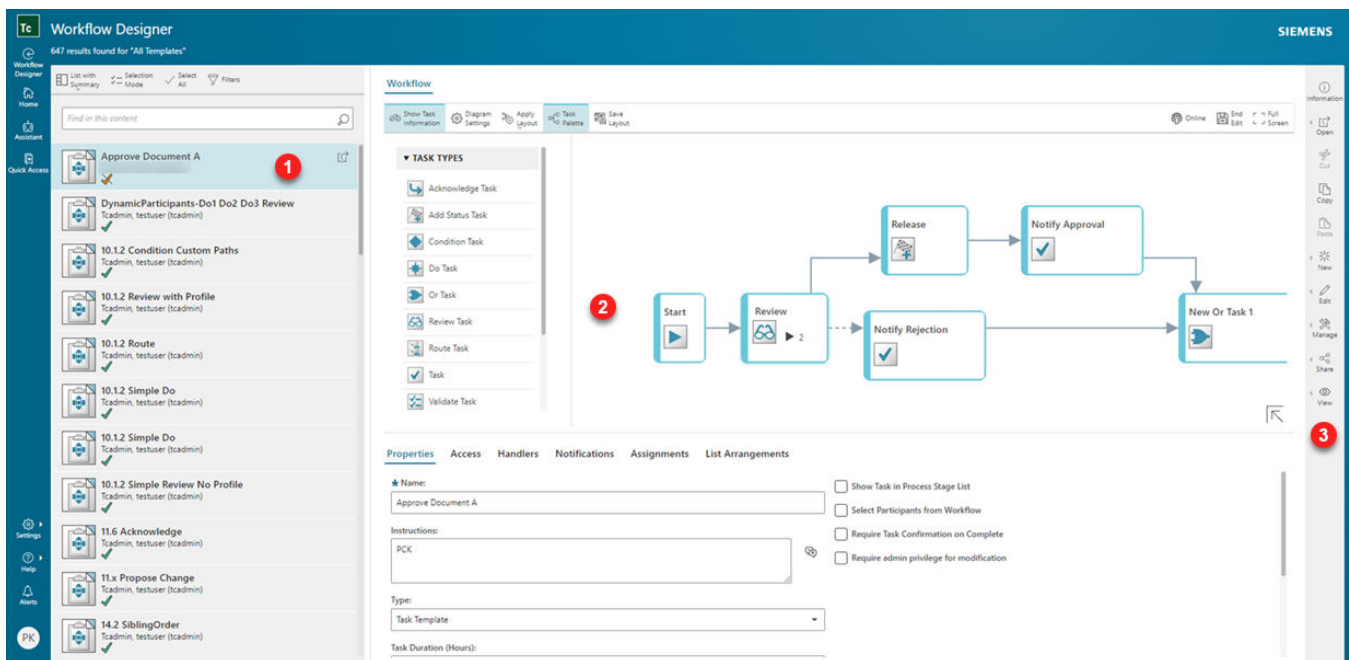 Tc
Workflow Designer
SIEMENS
647 results found for "All Templates"
Workflow
Designer
Home
Assistant
Quick Access
Settings
Help
Alerts
PK
List with
Summary
Selection
Mode
Select
All
Filters
Find in this content
Approve Document A
1
DynamicParticipants-Do1 Do2 Do3 Review
Tcadmin, testuser (tcadmin)
10.1.2 Condition Custom Paths
Tcadmin, testuser (tcadmin)
10.1.2 Review with Profile
Tcadmin, testuser (tcadmin)
10.1.2 Route
Tcadmin, testuser (tcadmin)
10.1.2 Simple Do
Tcadmin, testuser (tcadmin)
10.1.2 Simple Do
Tcadmin, testuser (tcadmin)
10.1.2 Simple Review No Profile
Tcadmin, testuser (tcadmin)
11.6 Acknowledge
Tcadmin, testuser (tcadmin)
11.x Propose Change
Tcadmin, testuser (tcadmin)
14.2 SiblingOrder
Tcadmin, testuser (tcadmin)
Workflow
Show Task
Information
Diagram
Settings
Apply
Layout
Task
Palette
Save
Layout
Online
End
Edit
Full
Screen
TASK TYPES
Acknowledge Task
Add Status Task
Condition Task
Do Task
Or Task
Review Task
Route Task
Task
Validate Task
2
Start
Review
2
Release
Notify Approval
Notify Rejection
New Or Task 1
Properties Access Handlers Notifications Assignments List Arrangements
* Name:
Approve Document A
Instructions:
PCK
Type:
Task Template
Task Duration (Hours):
Show Task in Process Stage List
Select Participants from Workflow
Require Task Confirmation on Complete
Require admin privilege for modification
Information
Open
Cut
Copy
Paste
New
Edit
Manage
Share
View
3